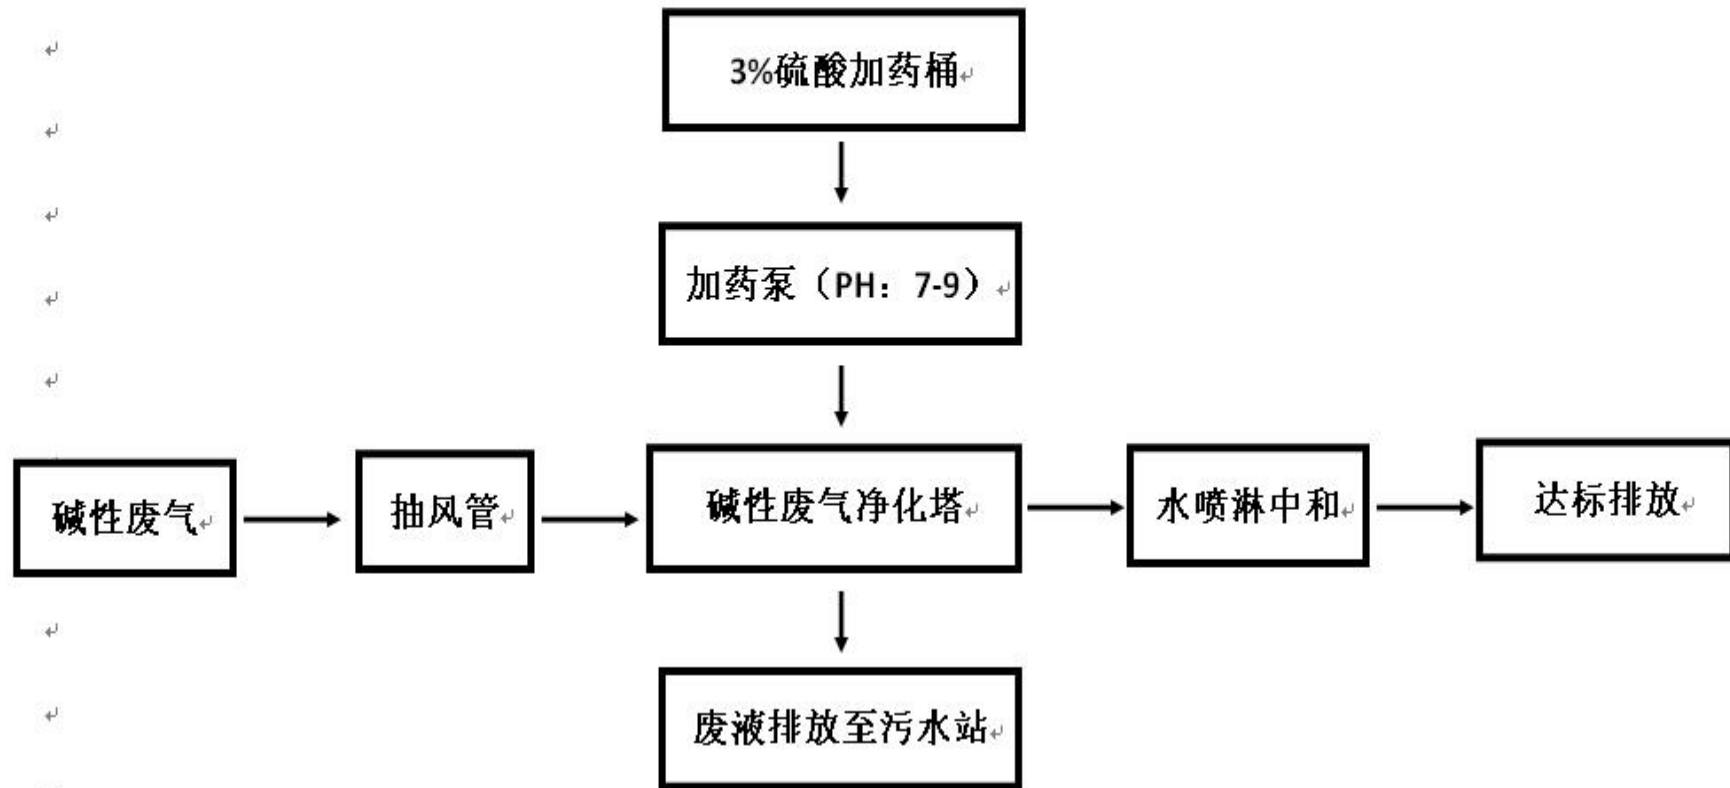 3%硫酸加药桶
加药泵（PH：7-9）
碱性废气
抽风管
碱性废气净化塔
水喷淋中和
达标排放
废液排放至污水站